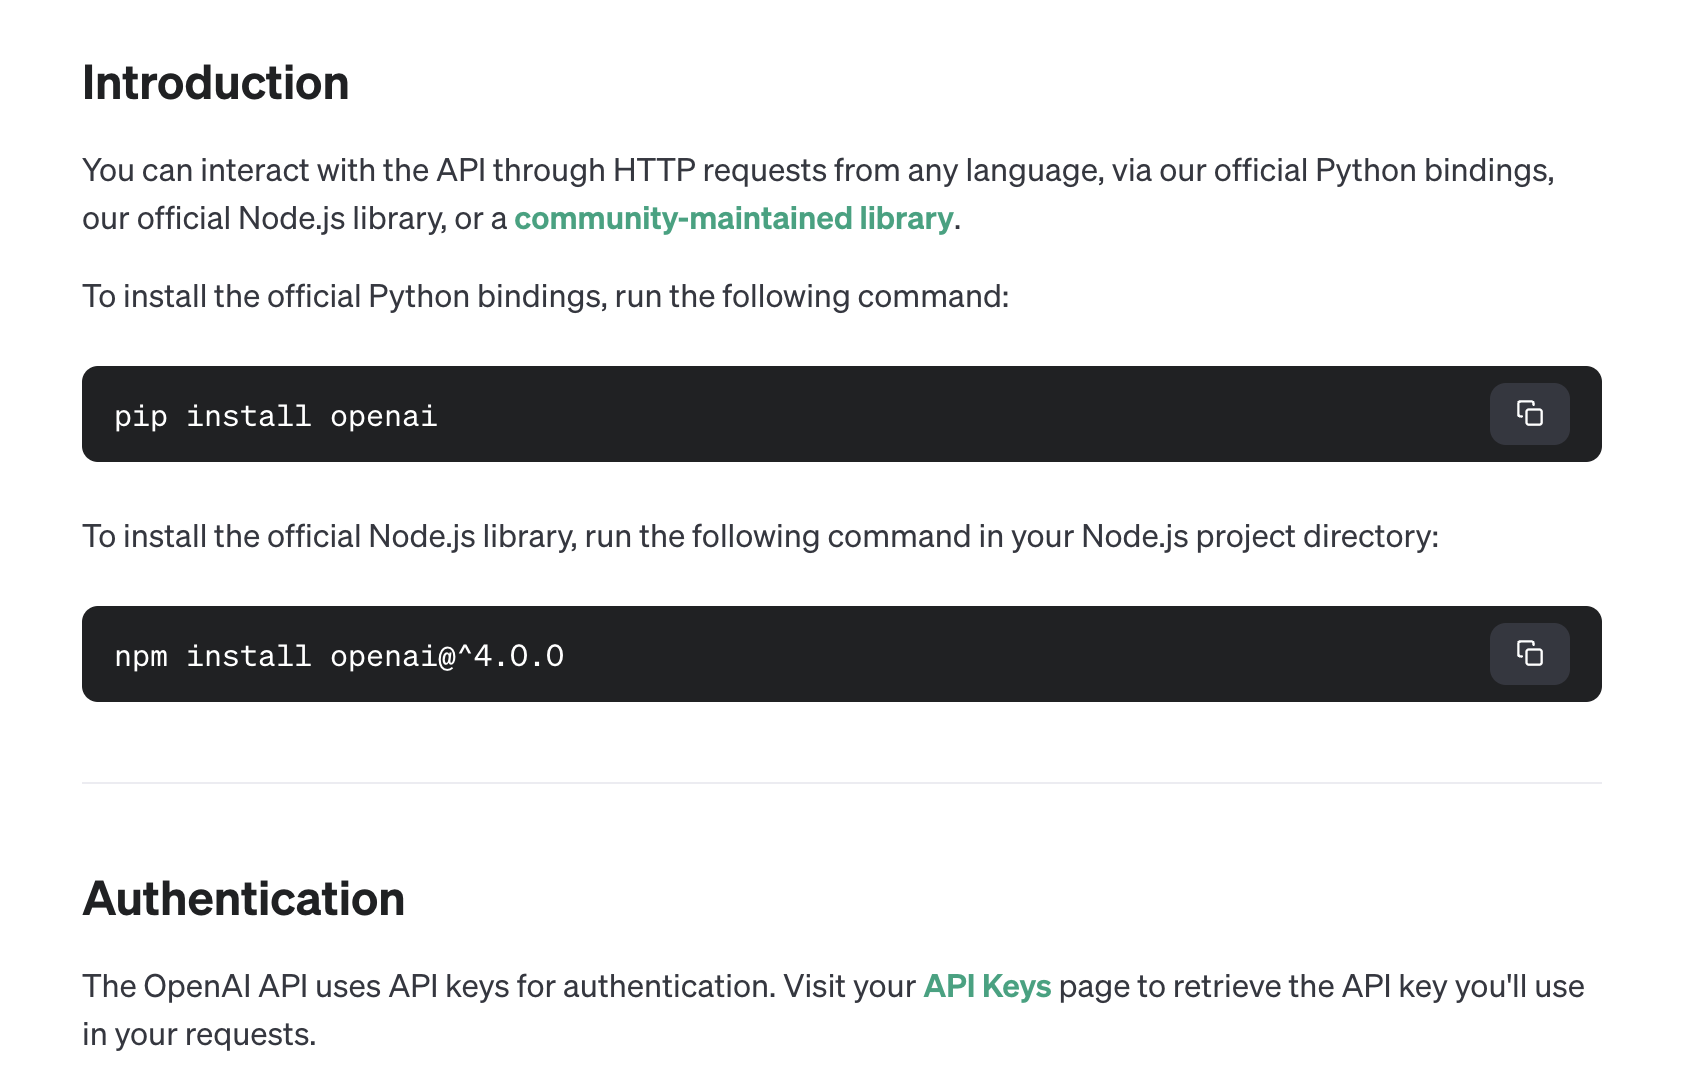 Introduction
You can interact with the API through HTTP requests from any language, via our official Python bindings,
our official Node.js library, or a community-maintained library.
To install the official Python bindings, run the following command:
pip install openai
To install the official Node.js library, run the following command in your Node.js project directory:
npm install openai@^4.0.0
Authentication
The OpenAI API uses API keys for authentication. Visit your API Keys page to retrieve the API key you'll use
in your requests.